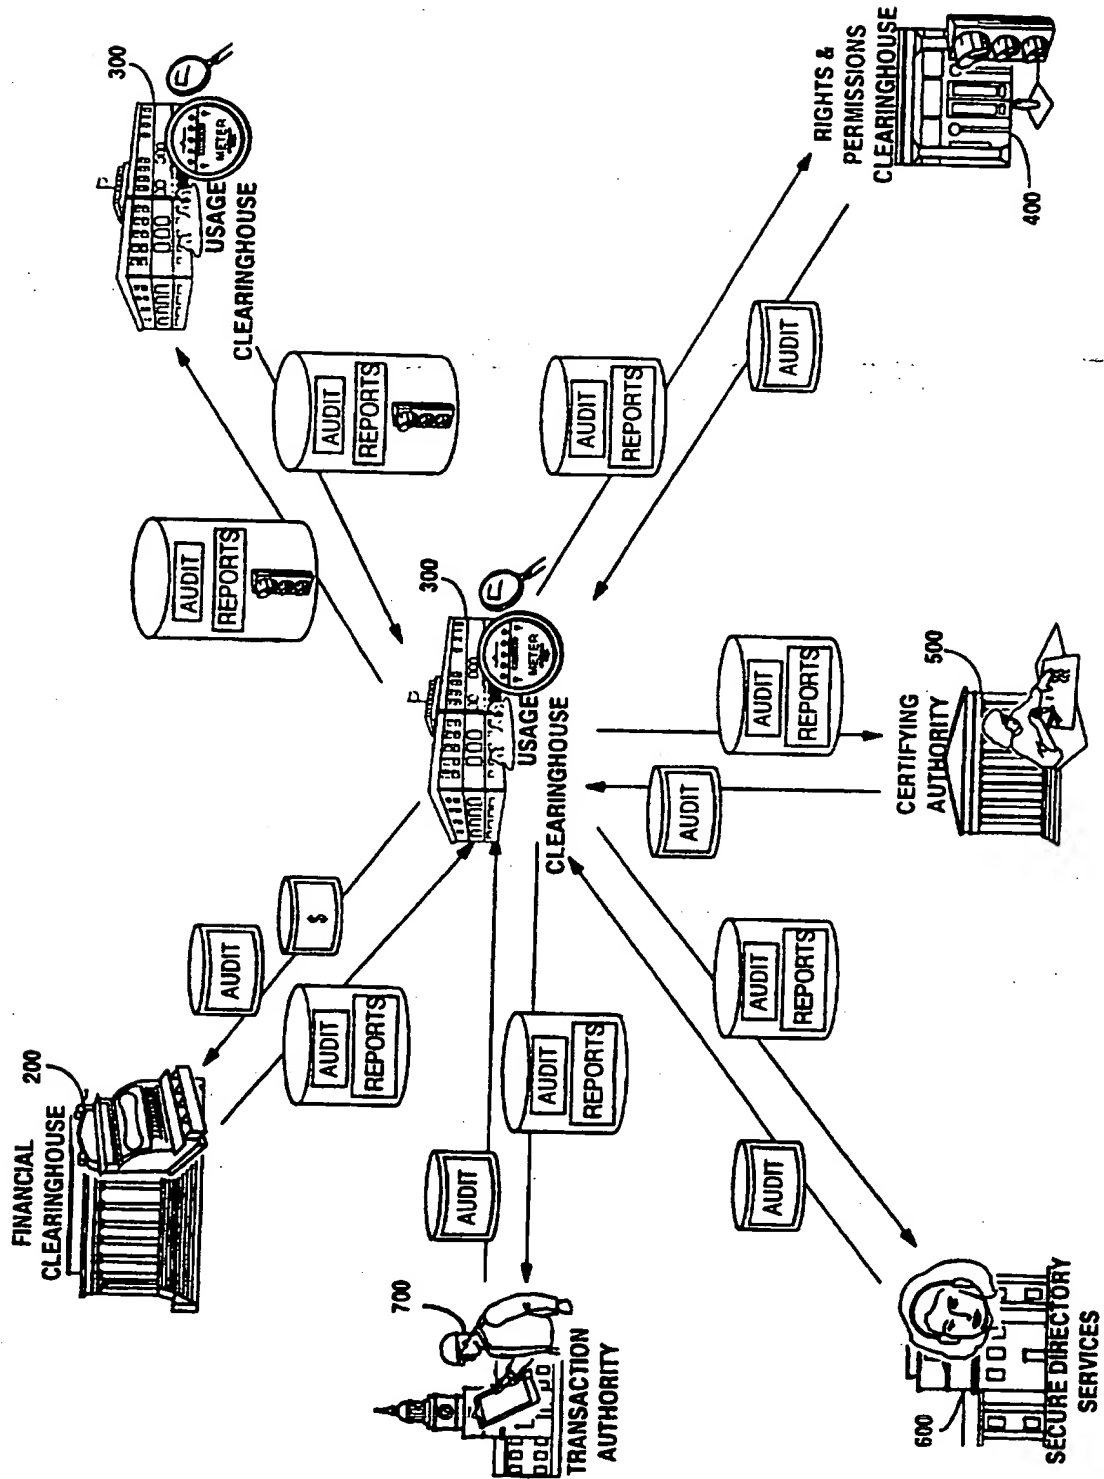 FINANCIAL
CLEARINGHOUSE
200
300
METER
USAGE
CLEARINGHOUSE
AUDIT
REPORTS
AUDIT
$
AUDIT
REPORTS
AUDIT
REPORTS
700
300
METER
USAGE
CLEARINGHOUSE
AUDIT
AUDIT
REPORTS
TRANSACTION
AUTHORITY
AUDIT
REPORTS
AUDIT
AUDIT
AUDIT
REPORTS
AUDIT
REPORTS
AUDIT
RIGHTS &
PERMISSIONS
CLEARINGHOUSE
400
CERTIFYING
AUTHORITY
500
600
SECURE DIRECTORY
SERVICES